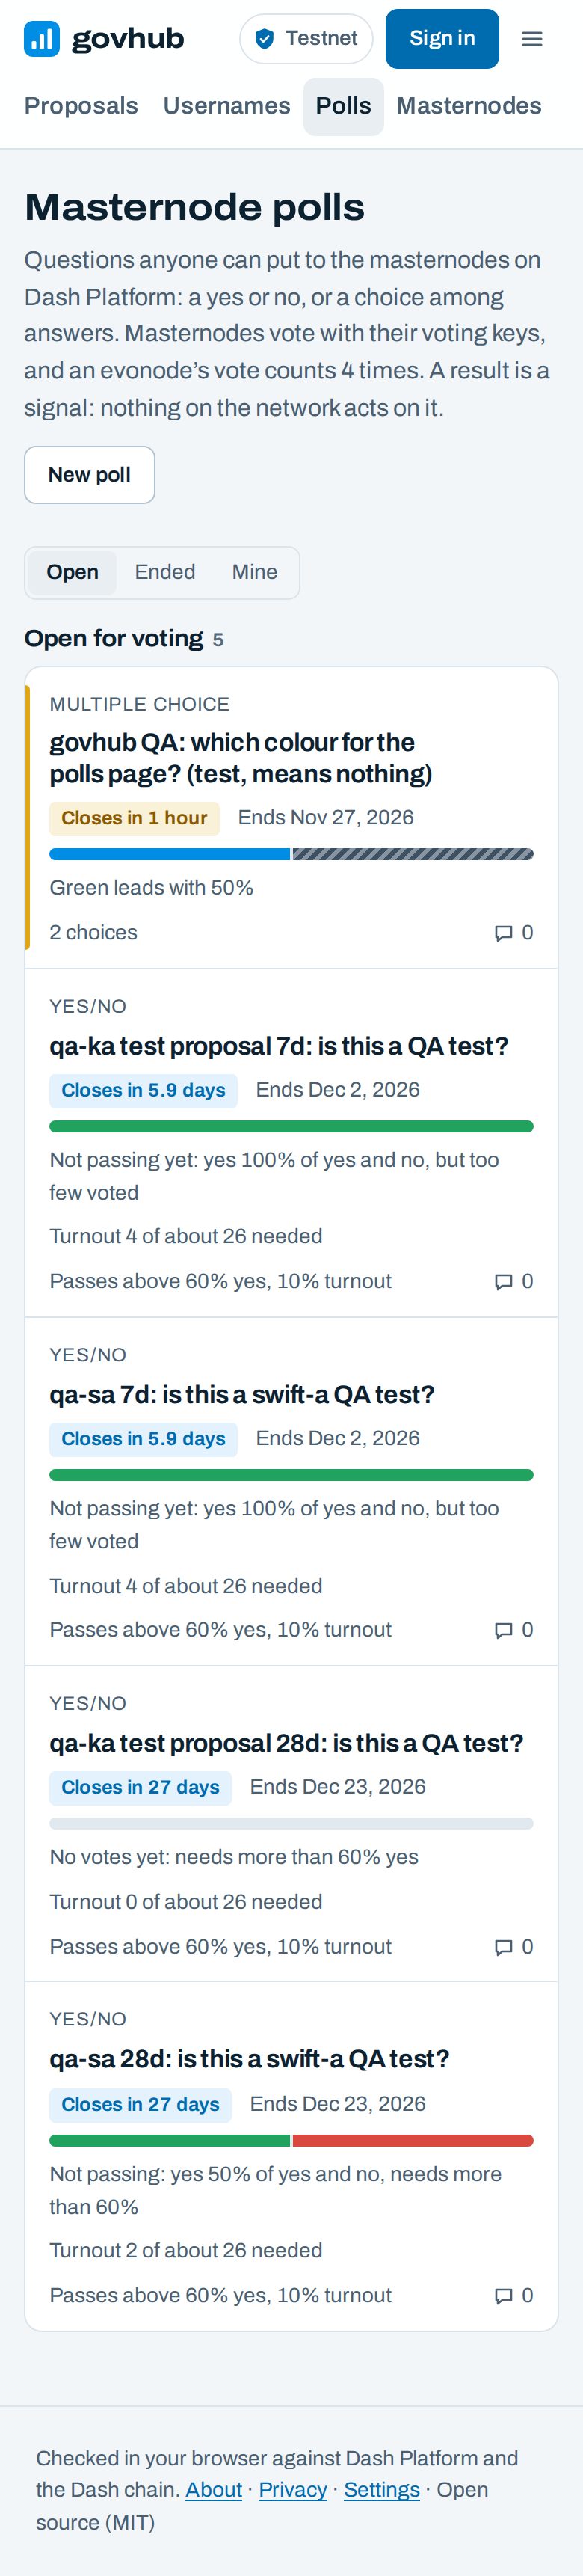 govhub
Testnet
Sign in
Proposals
Usernames
Polls
Masternodes
Masternode polls
Questions anyone can put to the masternodes on
Dash Platform: a yes or no, or a choice among
answers. Masternodes vote with their voting keys,
and an evonode’s vote counts 4 times. A result is a
signal: nothing on the network acts on it.
New poll
Open
Ended
Mine
Open for voting 5
MULTIPLE CHOICE
govhub QA: which colour for the
polls page? (test, means nothing)
Closes in 1 hour
Ends Nov 27, 2026
Green leads with 50%
2 choices
0
YES/NO
qa-ka test proposal 7d: is this a QA test?
Closes in 5.9 days
Ends Dec 2, 2026
Not passing yet: yes 100% of yes and no, but too
few voted
Turnout 4 of about 26 needed
Passes above 60% yes, 10% turnout
0
YES/NO
qa-sa 7d: is this a swift-a QA test?
Closes in 5.9 days
Ends Dec 2, 2026
Not passing yet: yes 100% of yes and no, but too
few voted
Turnout 4 of about 26 needed
Passes above 60% yes, 10% turnout
0
YES/NO
qa-ka test proposal 28d: is this a QA test?
Closes in 27 days
Ends Dec 23, 2026
No votes yet: needs more than 60% yes
Turnout 0 of about 26 needed
Passes above 60% yes, 10% turnout
0
YES/NO
qa-sa 28d: is this a swift-a QA test?
Closes in 27 days
Ends Dec 23, 2026
Not passing: yes 50% of yes and no, needs more
than 60%
Turnout 2 of about 26 needed
Passes above 60% yes, 10% turnout
0
Checked in your browser against Dash Platform and
the Dash chain. About · Privacy · Settings · Open
source (MIT)